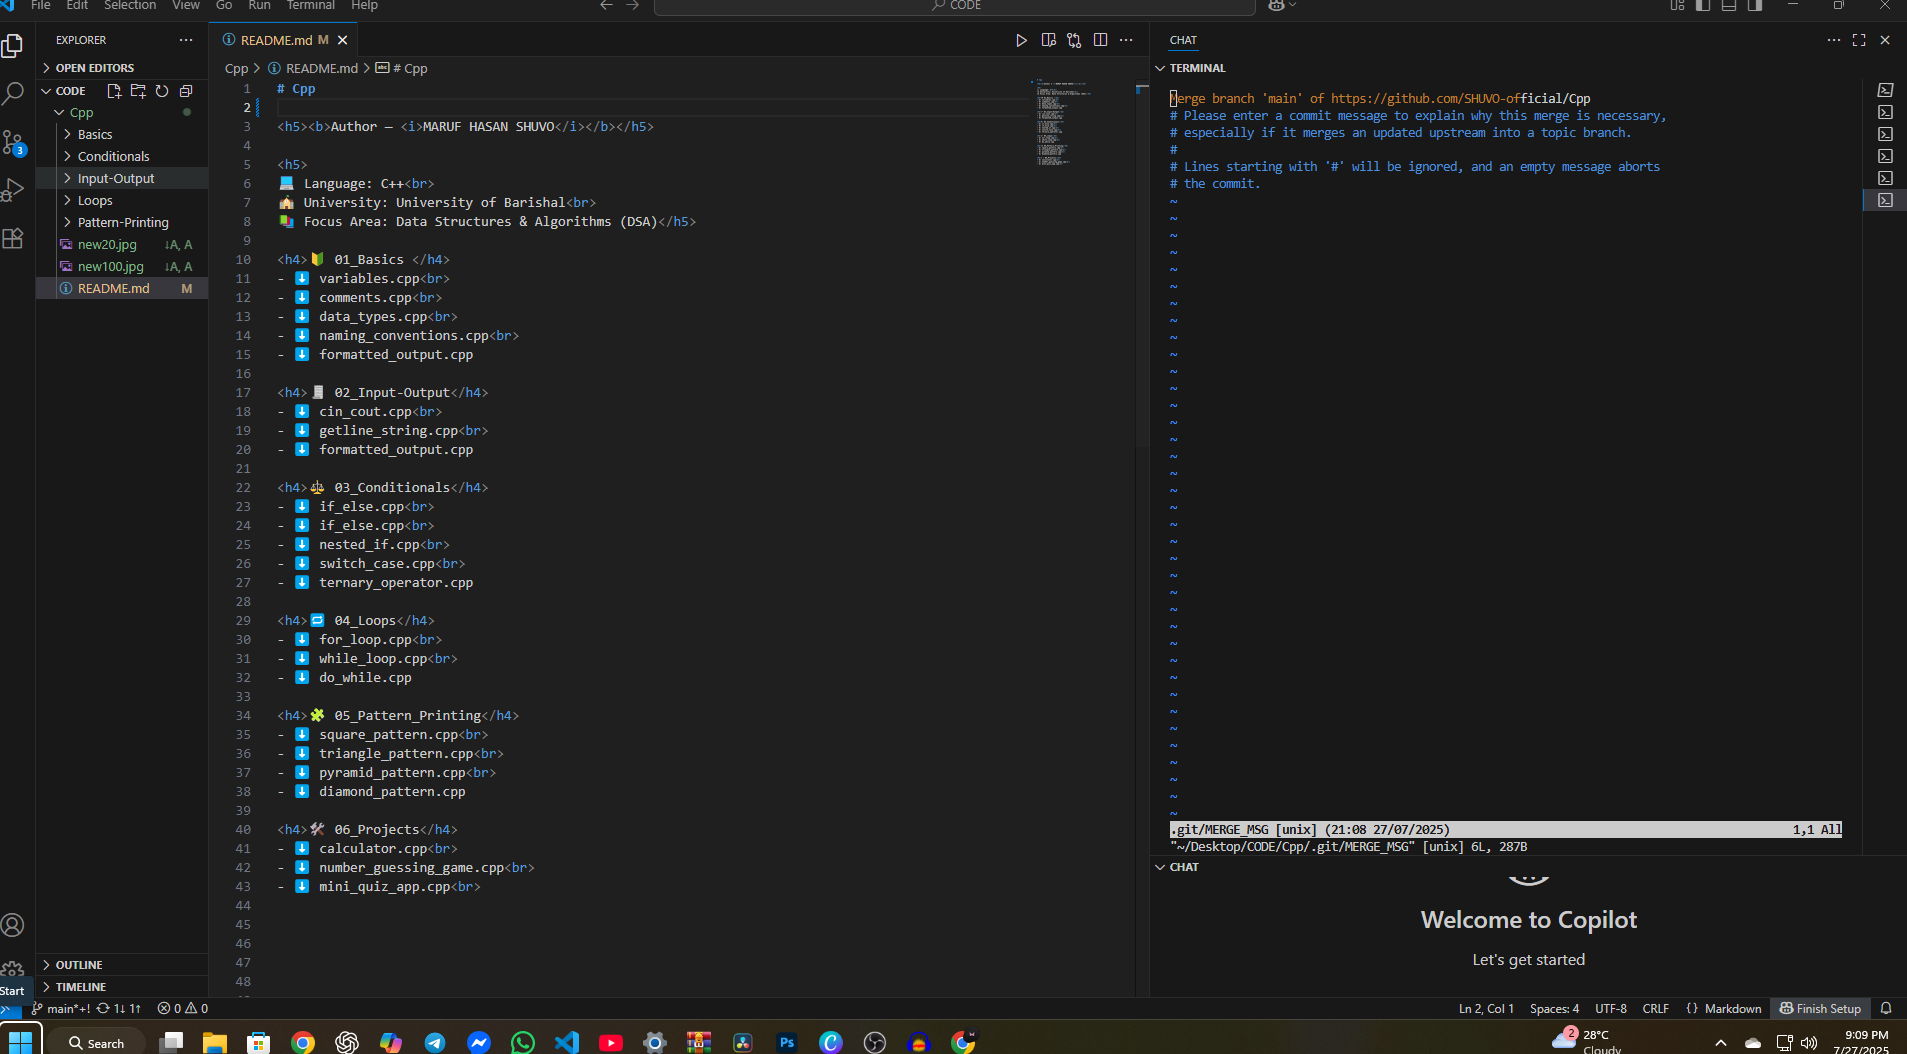 File Edit Selection View Go Run Terminal Help
CODE
EXPLORER
OPEN EDITORS
CODE
Cpp
Basics
Conditionals
Input-Output
Loops
Pattern-Printing
new20.jpg ↓A, A
new100.jpg ↓A, A
README.md M
OUTLINE
TIMELINE
3
README.md M
Cpp > README.md > # Cpp
1 # Cpp
2
3 <h5><b>Author – <i>MARUF HASAN SHUVO</i></b></h5>
4
5 <h5>
6 💻 Language: C++<br>
7 🏫 University: University of Barishal<br>
8 📚 Focus Area: Data Structures & Algorithms (DSA)</h5>
9
10 <h4>🔰 01_Basics </h4>
11 - ⬇️ variables.cpp<br>
12 - ⬇️ comments.cpp<br>
13 - ⬇️ data_types.cpp<br>
14 - ⬇️ naming_conventions.cpp<br>
15 - ⬇️ formatted_output.cpp
16
17 <h4>🧾 02_Input-Output</h4>
18 - ⬇️ cin_cout.cpp<br>
19 - ⬇️ getline_string.cpp<br>
20 - ⬇️ formatted_output.cpp
21
22 <h4>⚖️ 03_Conditionals</h4>
23 - ⬇️ if_else.cpp<br>
24 - ⬇️ if_else.cpp<br>
25 - ⬇️ nested_if.cpp<br>
26 - ⬇️ switch_case.cpp<br>
27 - ⬇️ ternary_operator.cpp
28
29 <h4>🔁 04_Loops</h4>
30 - ⬇️ for_loop.cpp<br>
31 - ⬇️ while_loop.cpp<br>
32 - ⬇️ do_while.cpp
33
34 <h4>🧩 05_Pattern_Printing</h4>
35 - ⬇️ square_pattern.cpp<br>
36 - ⬇️ triangle_pattern.cpp<br>
37 - ⬇️ pyramid_pattern.cpp<br>
38 - ⬇️ diamond_pattern.cpp
39
40 <h4>🛠️ 06_Projects</h4>
41 - ⬇️ calculator.cpp<br>
42 - ⬇️ number_guessing_game.cpp<br>
43 - ⬇️ mini_quiz_app.cpp<br>
44
45
46
47
48
CHAT
TERMINAL
Merge branch 'main' of https://github.com/SHUVO-official/Cpp
# Please enter a commit message to explain why this merge is necessary,
# especially if it merges an updated upstream into a topic branch.
#
# Lines starting with '#' will be ignored, and an empty message aborts
# the commit.
.git/MERGE_MSG [unix] (21:08 27/07/2025) 1,1 All
"~/Desktop/CODE/Cpp/.git/MERGE_MSG" [unix] 6L, 287B
CHAT
Welcome to Copilot
Let's get started
Start
main*+! 1↓ 1↑ 0 0
Ln 2, Col 1 Spaces: 4 UTF-8 CRLF {} Markdown Finish Setup
Search
Ps
2
28°C
Cloudy
9:09 PM
7/27/2025